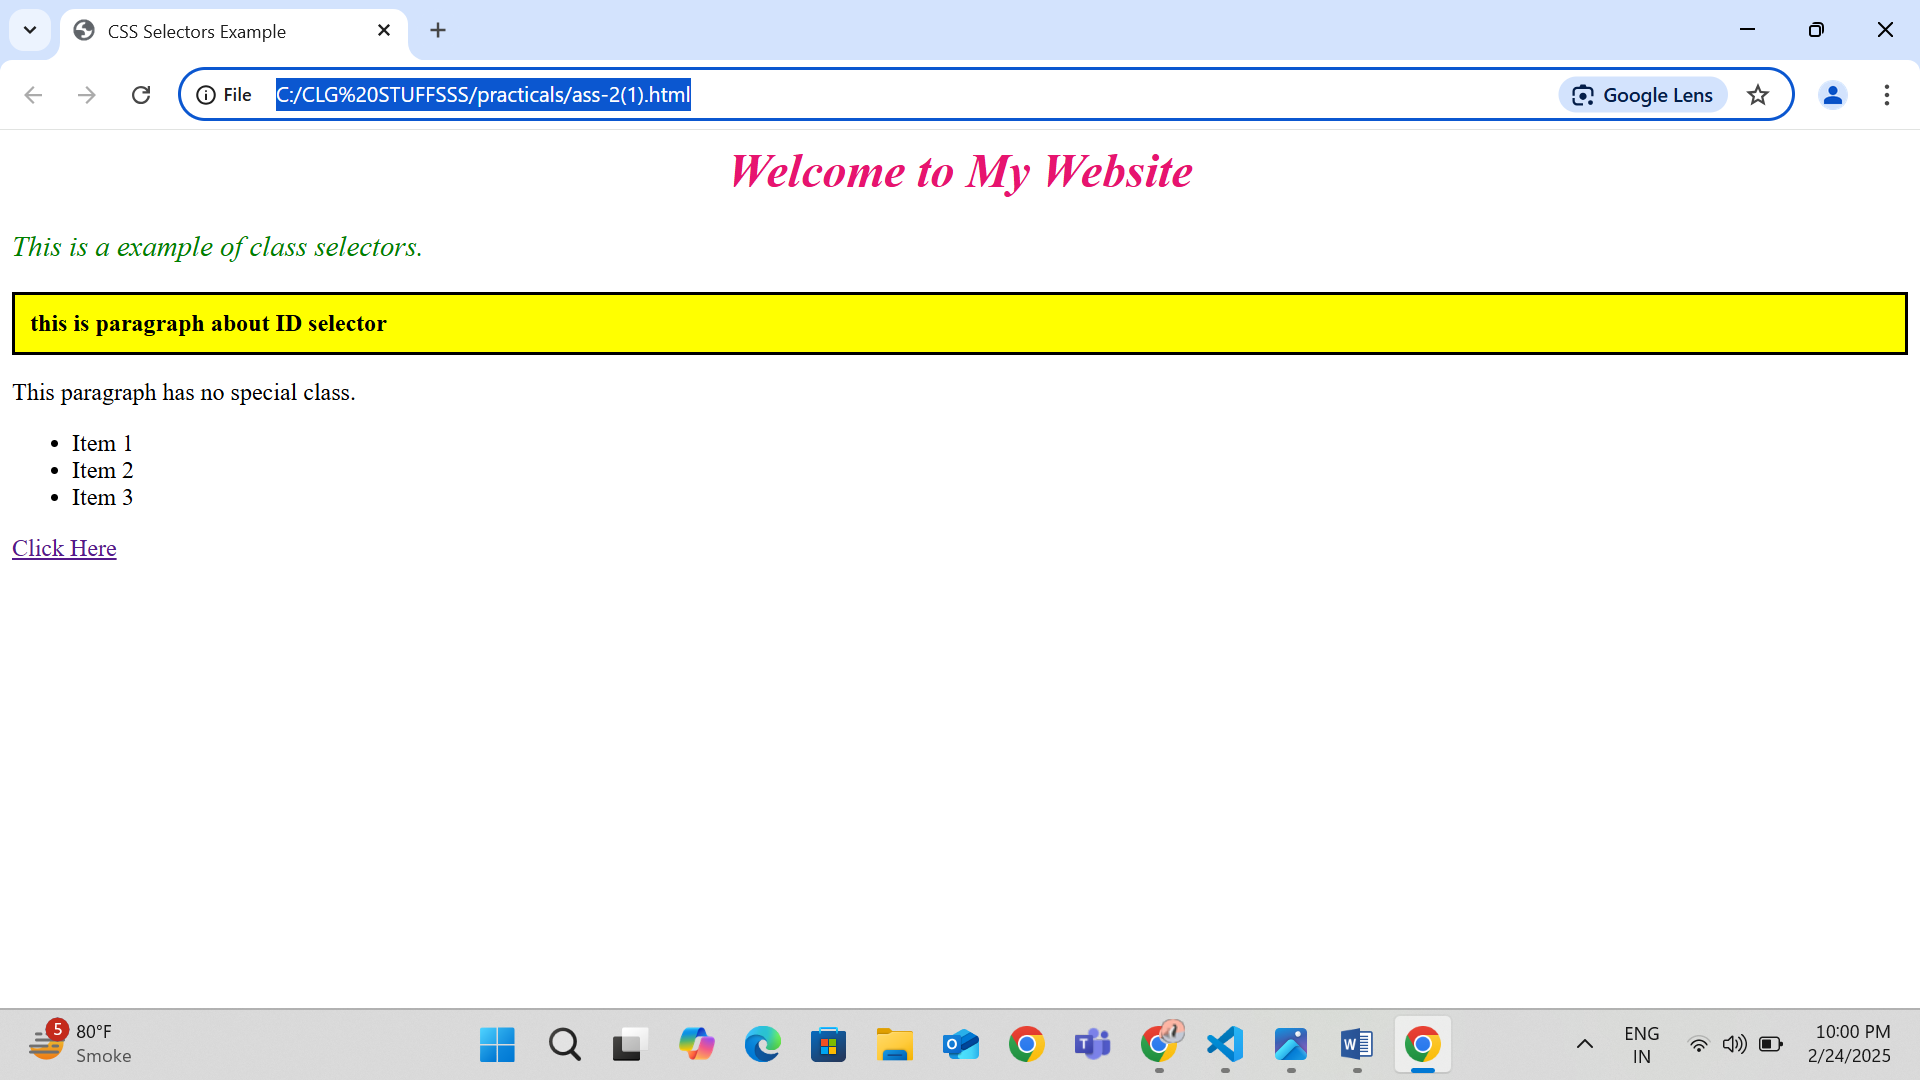 CSS Selectors Example
File C:/CLG%20STUFFSSS/practicals/ass-2(1).html Google Lens
Welcome to My Website
This is a example of class selectors.
this is paragraph about ID selector
This paragraph has no special class.
• Item 1
• Item 2
• Item 3
Click Here
5 80°F
Smoke
ENG
IN
10:00 PM
2/24/2025